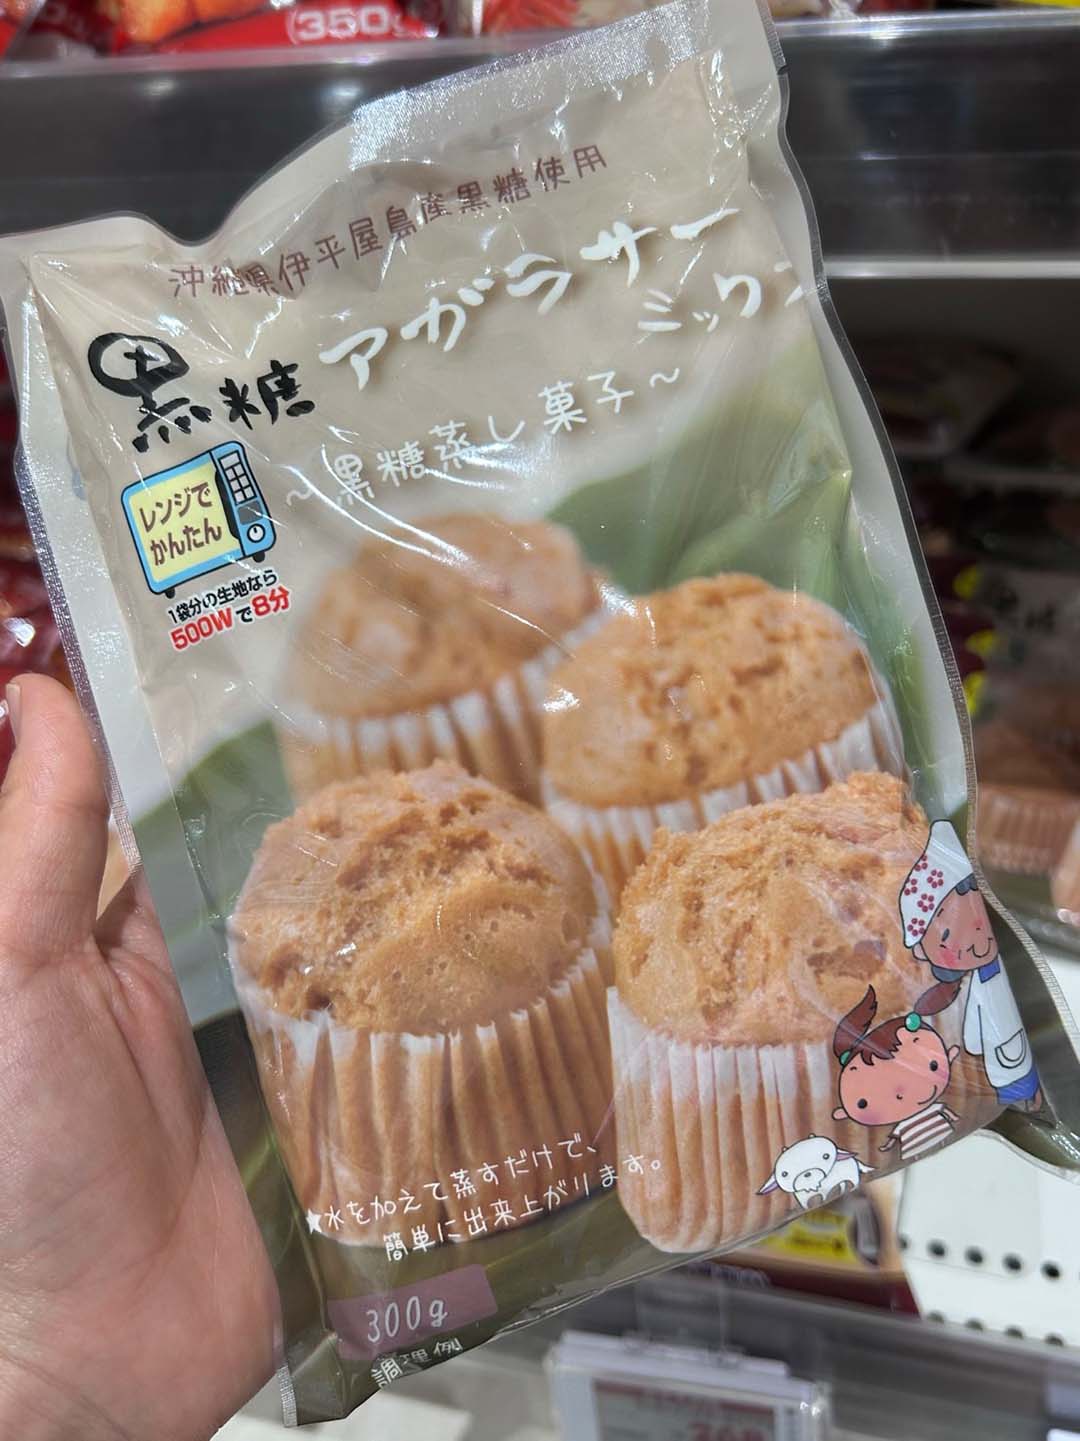 (350g
沖縄県伊平屋島産黒糖使用
黒糖 アガラサー
ミックス
～黒糖蒸し菓子～
レンジで
かんたん
1袋分の生地なら
500Wで8分
★水を加えて蒸すだけで、
簡単に出来上がります。
300g
調理例